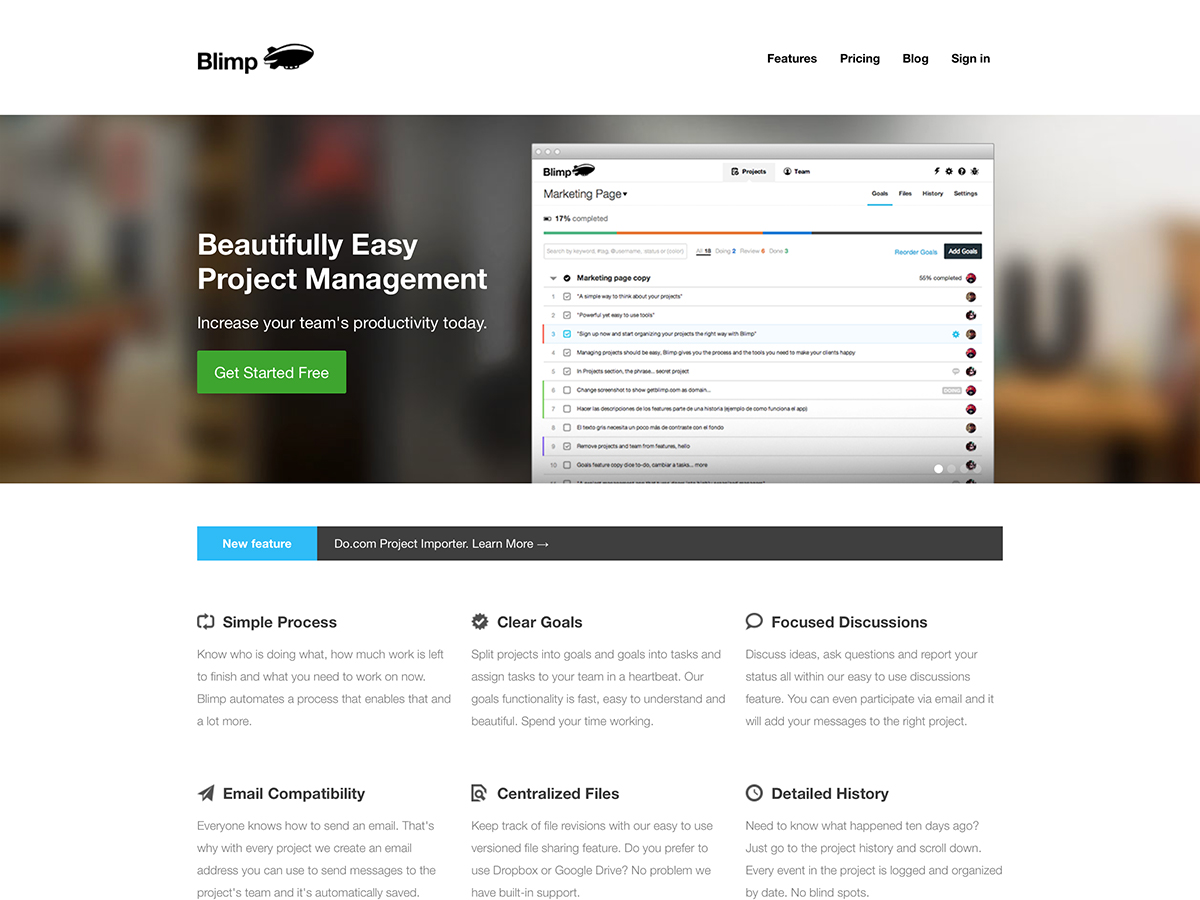 Blimp
Features Pricing Blog Sign in
Beautifully Easy
Project Management
Increase your team's productivity today.
Get Started Free
Blimp
Projects Team
Marketing Page
Goals Files History Settings
17% completed
Search by keyword, #tag, @username, status or (color)
All 18 Doing 2 Review 6 Done 3
Reorder Goals Add Goals
Marketing page copy 55% completed
1 "A simple way to think about your projects"
2 "Powerful yet easy to use tools"
3 "Sign up now and start organizing your projects the right way with Blimp"
4 Managing projects should be easy, Blimp gives you the process and the tools you need to make your clients happy
5 In Projects section, the phrase... secret project
6 Change screenshot to show getblimp.com as domain... DOING
7 Hacer las descripciones de los features parte de una historia (ejemplo de como funciona el app)
8 El texto gris necesita un poco más de contraste con el fondo
9 Remove projects and team from features, hello
10 Goals feature copy dice to-do, cambiar a tasks... more
New feature Do.com Project Importer. Learn More →
Simple Process
Know who is doing what, how much work is left
to finish and what you need to work on now.
Blimp automates a process that enables that and
a lot more.
Clear Goals
Split projects into goals and goals into tasks and
assign tasks to your team in a heartbeat. Our
goals functionality is fast, easy to understand and
beautiful. Spend your time working.
Focused Discussions
Discuss ideas, ask questions and report your
status all within our easy to use discussions
feature. You can even participate via email and it
will add your messages to the right project.
Email Compatibility
Everyone knows how to send an email. That's
why with every project we create an email
address you can use to send messages to the
project's team and it's automatically saved.
Centralized Files
Keep track of file revisions with our easy to use
versioned file sharing feature. Do you prefer to
use Dropbox or Google Drive? No problem we
have built-in support.
Detailed History
Need to know what happened ten days ago?
Just go to the project history and scroll down.
Every event in the project is logged and organized
by date. No blind spots.